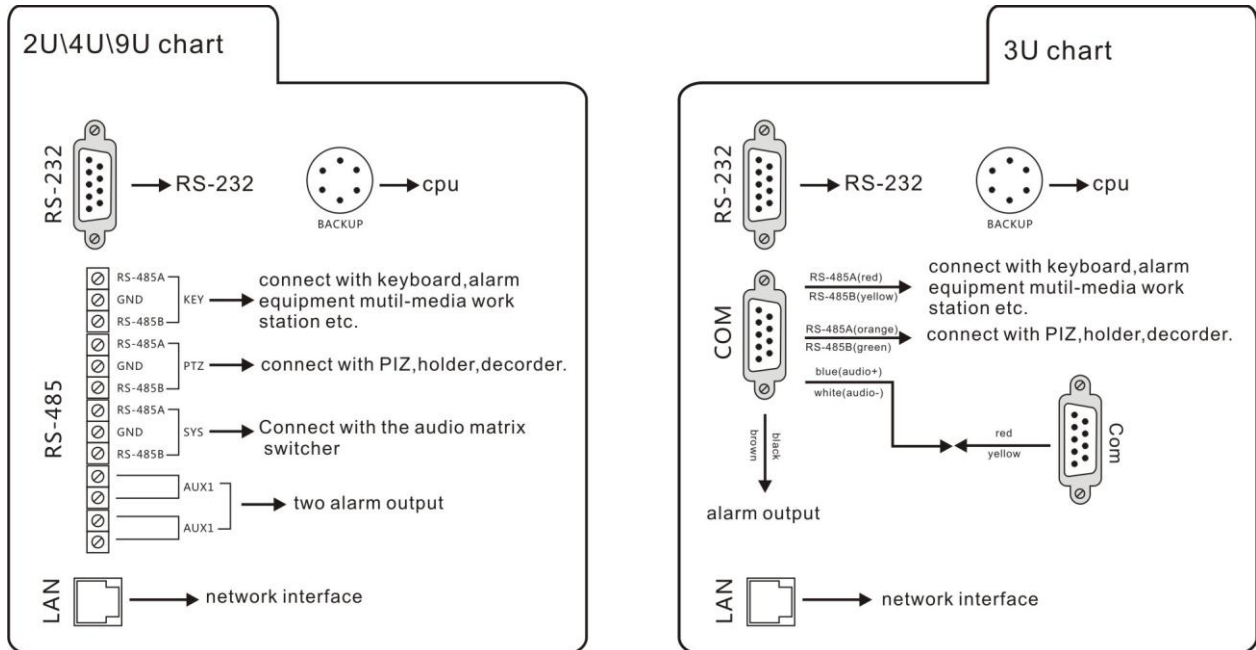 2U\4U\9U chart
RS-232
RS-232
BACKUP
cpu
RS-485
RS-485A
GND
RS-485B
KEY
connect with keyboard,alarm
equipment mutil-media work
station etc.
RS-485A
GND
RS-485B
PTZ
connect with PIZ,holder,decorder.
RS-485A
GND
RS-485B
SYS
Connect with the audio matrix
switcher
AUX1
AUX1
two alarm output
LAN
network interface
3U chart
RS-232
RS-232
BACKUP
cpu
COM
RS-485A(red)
RS-485B(yellow)
connect with keyboard,alarm
equipment mutil-media work
station etc.
RS-485A(orange)
RS-485B(green)
connect with PIZ,holder,decorder.
blue(audio+)
white(audio-)
red
yellow
Com
black
brown
alarm output
LAN
network interface